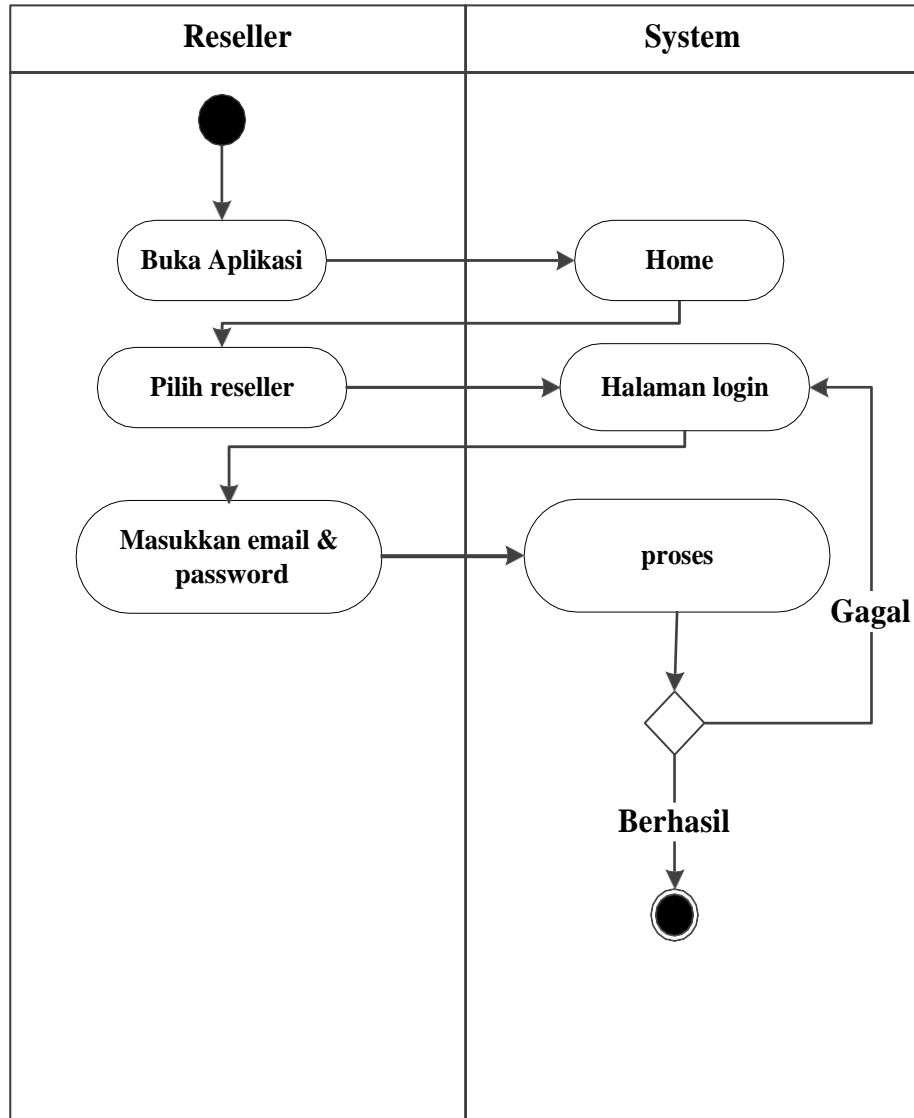 Reseller
System
Buka Aplikasi
Home
Pilih reseller
Halaman login
Masukkan email &
password
proses
Gagal
Berhasil